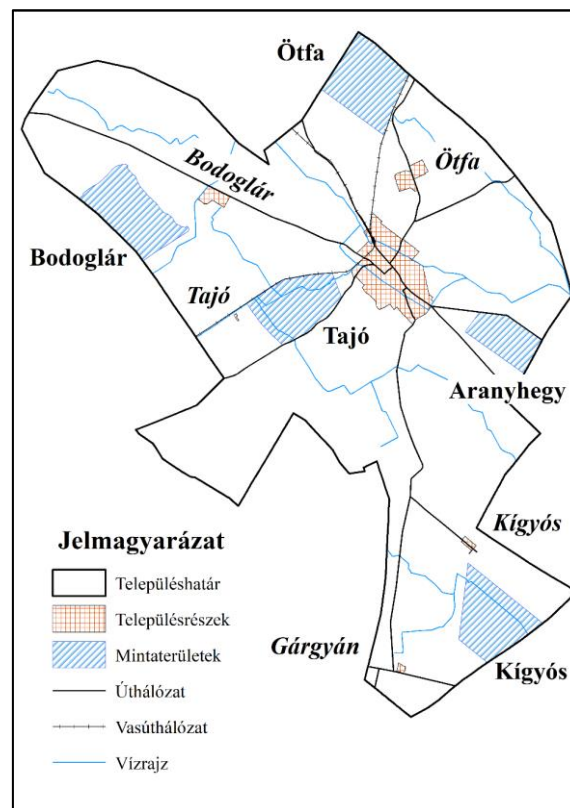 Ötfa
Ötfa
Bodoglár
Bodoglár
Tajó
Tajó
Aranyhegy
Kígyós
Jelmagyarázat
Településhatár
Településrészek
Mintaterületek
Gárgyán
Kígyós
Úthálózat
Vasúthálózat
Vízrajz